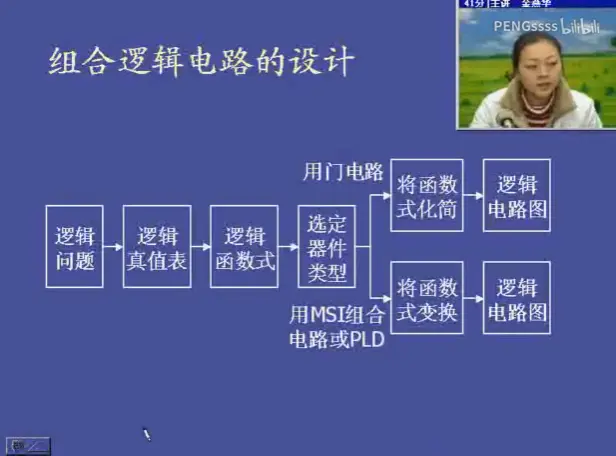 41分|主讲
PENGssss bilibili
组合逻辑电路的设计
用门电路
将函数
式化简
逻辑
电路图
逻辑
问题
逻辑
真值表
逻辑
函数式
选定
器件
类型
将函数
式变换
逻辑
电路图
用MSI组合
电路或PLD